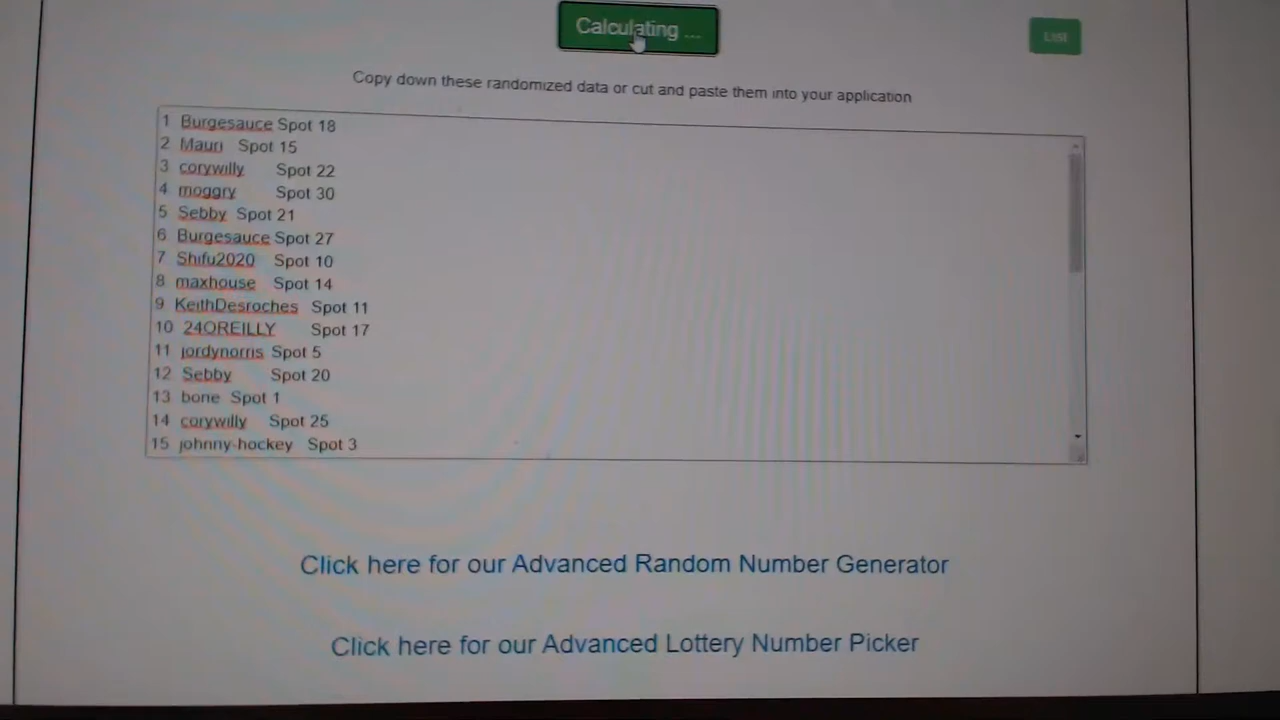 Calculating ...
List
Copy down these randomized data or cut and paste them into your application
1 Burgesauce Spot 18
2 Mauri Spot 15
3 corywilly Spot 22
4 moggry Spot 30
5 Sebby Spot 21
6 Burgesauce Spot 27
7 Shifu2020 Spot 10
8 maxhouse Spot 14
9 KeithDesroches Spot 11
10 24OREILLY Spot 17
11 jordynorris Spot 5
12 Sebby Spot 20
13 bone Spot 1
14 corywilly Spot 25
15 johnny-hockey Spot 3
Click here for our Advanced Random Number Generator
Click here for our Advanced Lottery Number Picker